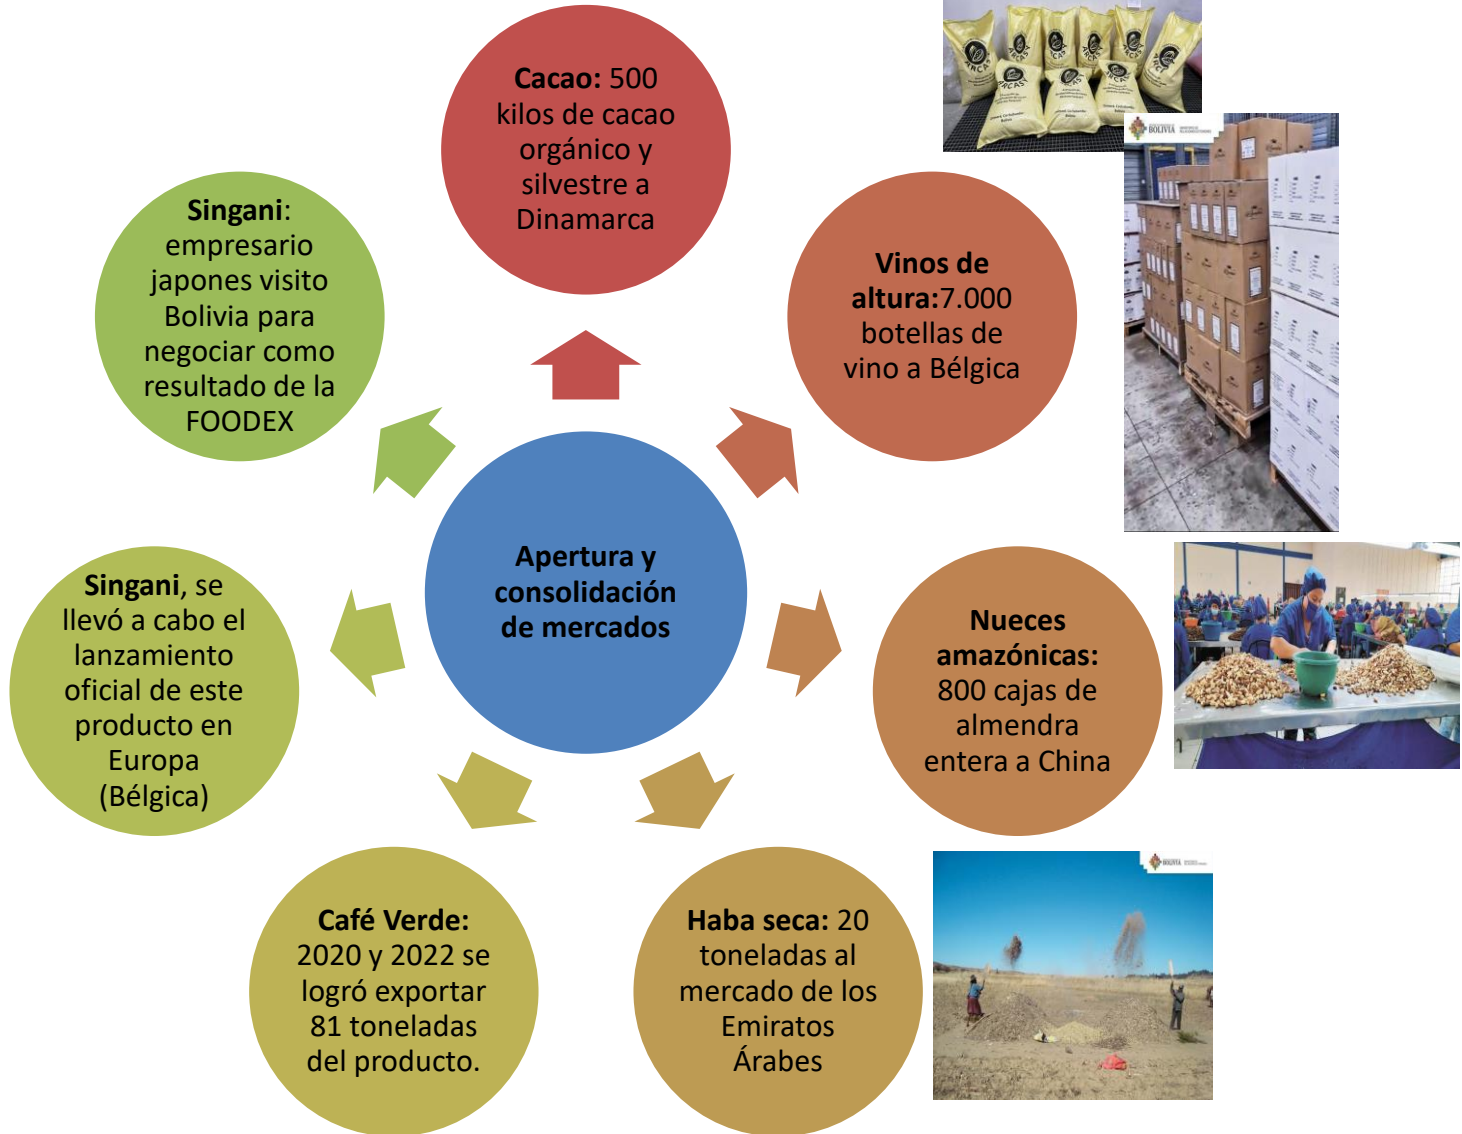 Cacao: 500
kilos de cacao
orgánico y
silvestre a
Dinamarca
Vinos de
altura:7.000
botellas de
vino a Bélgica
Nueces
amazónicas:
800 cajas de
almendra
entera a China
Haba seca: 20
toneladas al
mercado de los
Emiratos
Árabes
Café Verde:
2020 y 2022 se
logró exportar
81 toneladas
del producto.
Singani, se
llevó a cabo el
lanzamiento
oficial de este
producto en
Europa
(Bélgica)
Singani:
empresario
japones visito
Bolivia para
negociar como
resultado de la
FOODEX
Apertura y
consolidación
de mercados
ARCASY
ARCASY
ARCASY
BOLIVIA
BOLIVIA